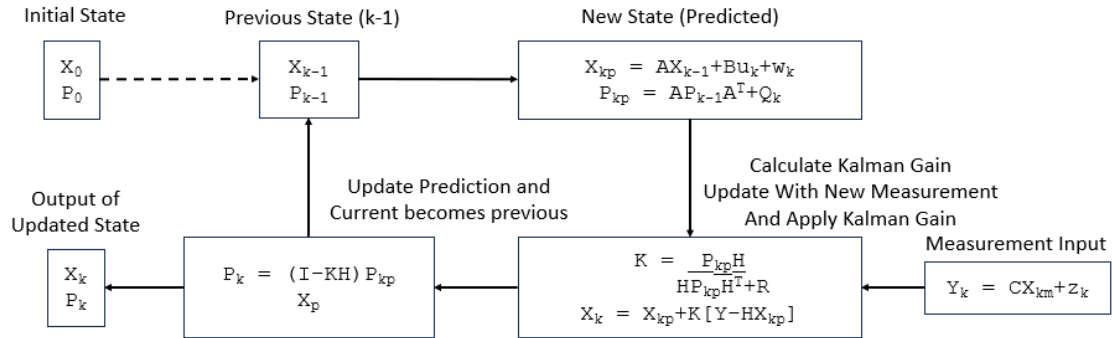 Initial State
Previous State (k-1)
New State (Predicted)
X₀
P₀
Xₖ₋₁
Pₖ₋₁
Xₖₚ = AXₖ₋₁+Buₖ+wₖ
Pₖₚ = APₖ₋₁Aᵀ+Qₖ
Calculate Kalman Gain
Update With New Measurement
And Apply Kalman Gain
Update Prediction and
Current becomes previous
Output of
Updated State
Xₖ
Pₖ
Pₖ = (I-KH)Pₖₚ
Xₚ
K = PₖₚH
HPₖₚHᵀ+R
Xₖ = Xₖₚ+K[Y-HXₖₚ]
Measurement Input
Yₖ = CXₖₘ+zₖ